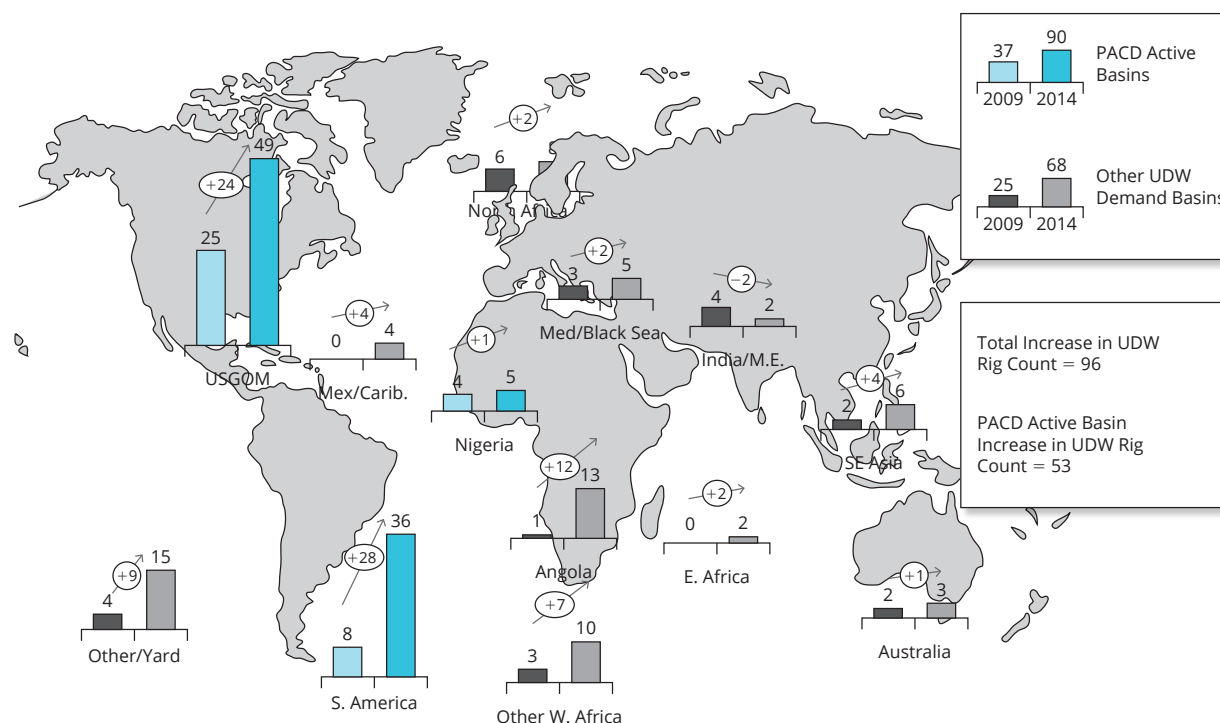 37
90
PACD Active
Basins
2009
2014
25
68
Other UDW
Demand Basins
2009
2014
Total Increase in UDW
Rig Count = 96
PACD Active Basin
Increase in UDW Rig
Count = 53
+24
25
49
USGOM
+4
0
4
Mex/Carib.
+2
6
+2
3
5
Med/Black Sea
−2
4
2
India/M.E.
+1
4
5
Nigeria
+4
2
6
SE Asia
+12
1
13
Angola
+2
0
2
E. Africa
+1
2
3
Australia
+9
4
15
Other/Yard
+28
8
36
S. America
+7
3
10
Other W. Africa